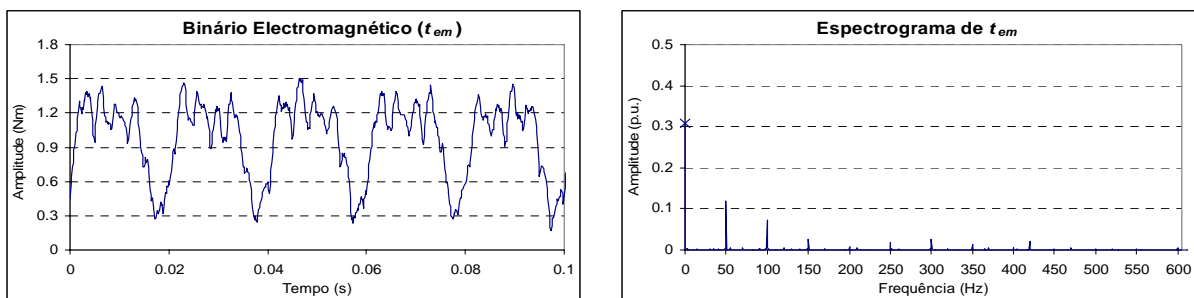 Binário Electromagnético (t em)
Amplitude (Nm)
1.8
1.5
1.2
0.9
0.6
0.3
0
0 0.02 0.04 0.06 0.08 0.1
Tempo (s)
Espectrograma de t em
Amplitude (p.u.)
0.5
0.4
0.3
0.2
0.1
0
0 50 100 150 200 250 300 350 400 450 500 550 600
Frequência (Hz)